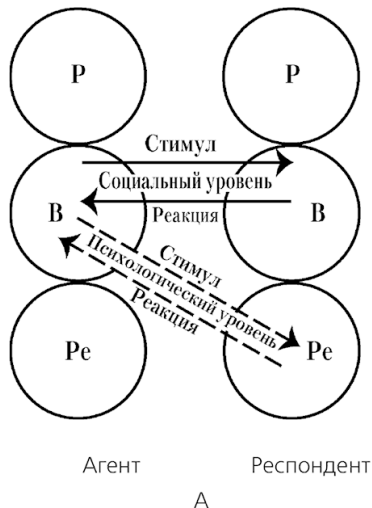 Р Р
Стимул
Социальный уровень
В В
Реакция
Стимул
Психологический уровень
Реакция
Ре Ре
Агент Респондент
А